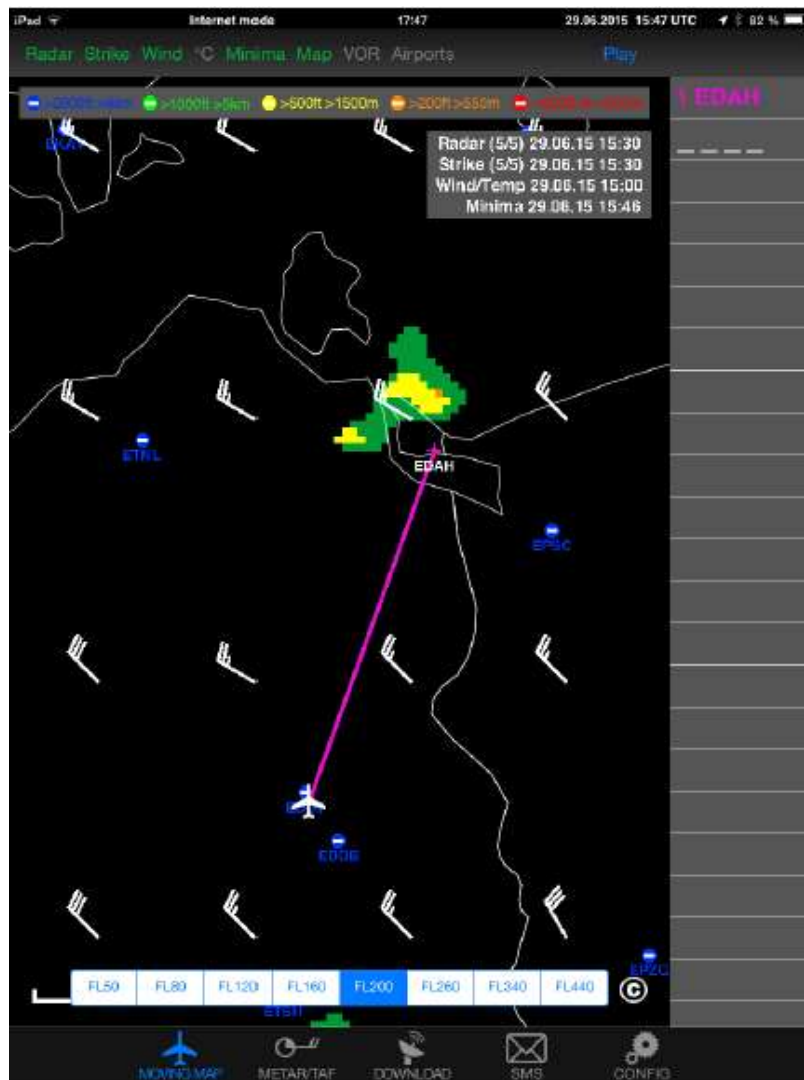 iPad Internet mode 17:47 29.06.2015 15:47 UTC 82 %
Radar Strike Wind °C Minima Map VOR Airports Play
>1000ft >5km >500ft >1500m >200ft >550m
\ EDAH
Radar (5/5) 29.06.15 15:30
Strike (5/5) 29.06.15 15:30
Wind/Temp 29.06.15 15:00
Minima 29.06.15 15:46
ETNL
EDAH
EPSC
EDDB
FL50 FL80 FL120 FL160 FL200 FL260 FL340 FL440 ©
MOVING MAP METAR/TAF DOWNLOAD SMS CONFIG